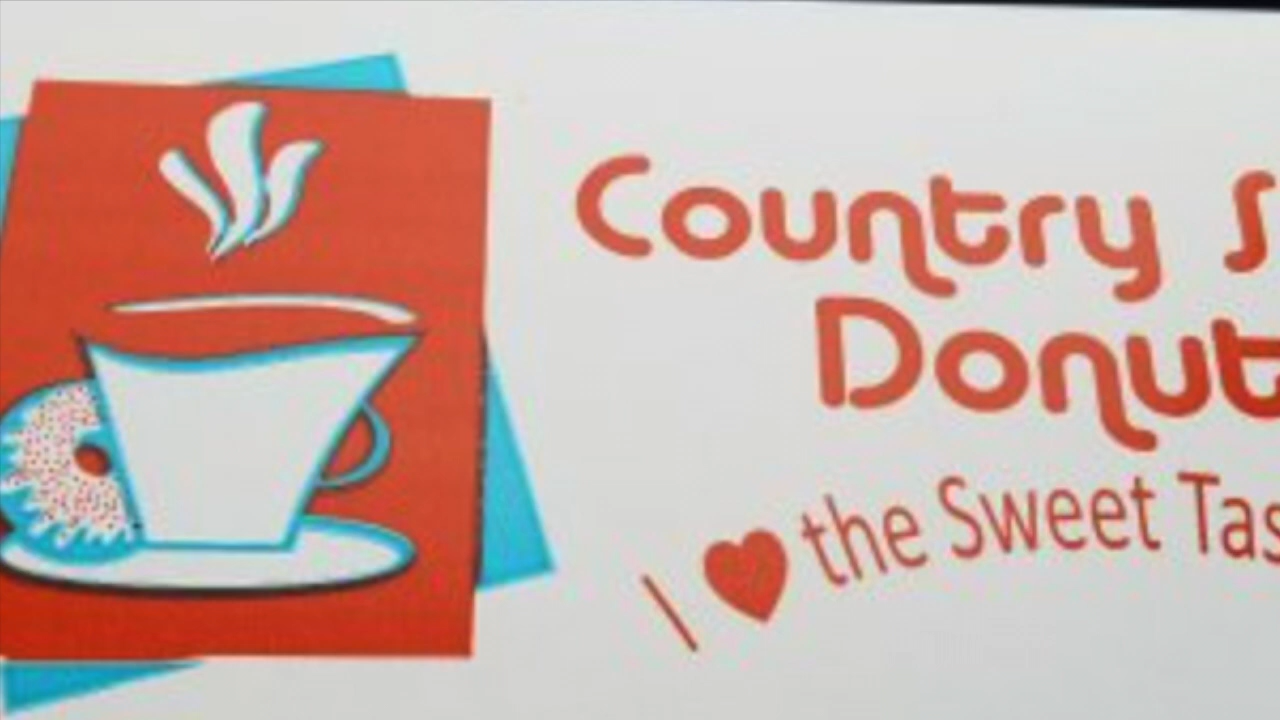 Country S
Donut
I ♥ the Sweet Tas